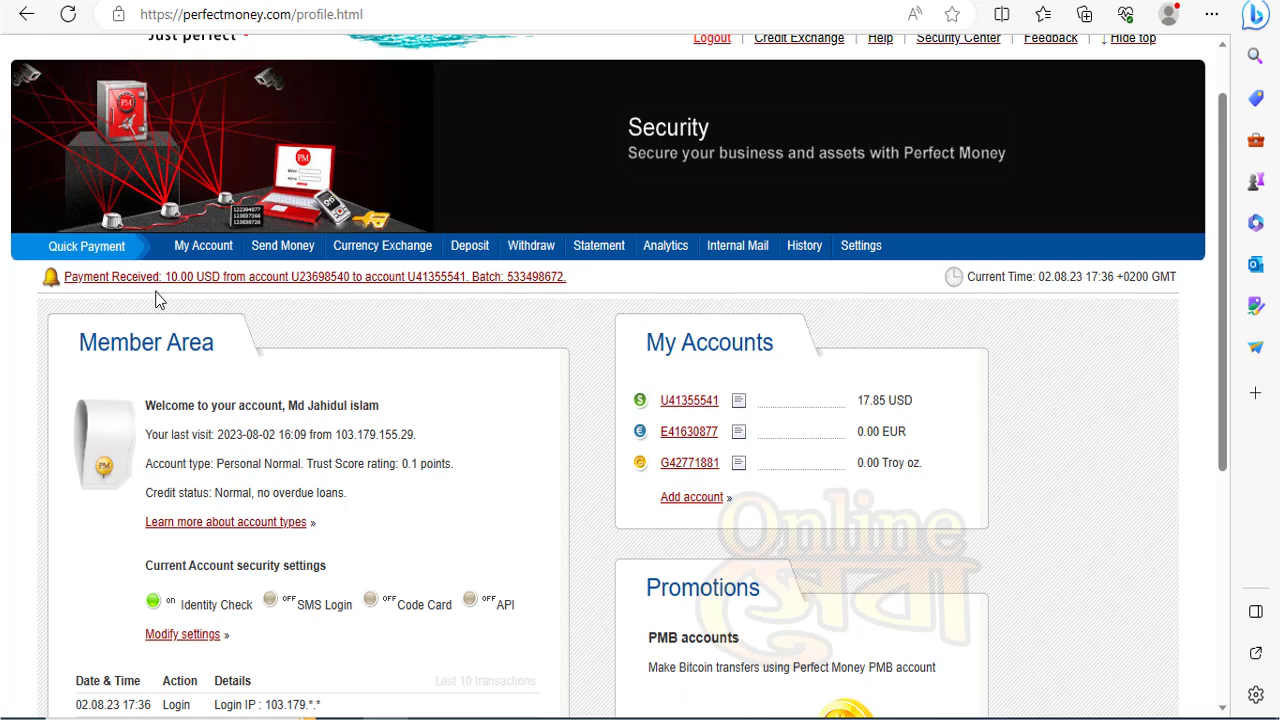 https://perfectmoney.com/profile.html
Just perfect
Logout Credit Exchange Help Security Center Feedback ↓ Hide top
PM
PM
Security
Secure your business and assets with Perfect Money
Quick Payment My Account Send Money Currency Exchange Deposit Withdraw Statement Analytics Internal Mail History Settings
Payment Received: 10.00 USD from account U23698540 to account U41355541. Batch: 533498672.
Current Time: 02.08.23 17:36 +0200 GMT
Member Area
Welcome to your account, Md Jahidul islam
Your last visit: 2023-08-02 16:09 from 103.179.155.29.
Account type: Personal Normal. Trust Score rating: 0.1 points.
Credit status: Normal, no overdue loans.
Learn more about account types »
PM
Current Account security settings
ON Identity Check OFF SMS Login OFF Code Card OFF API
Modify settings »
Date & Time Action Details Last 10 transactions
02.08.23 17:36 Login Login IP : 103.179.*.*
My Accounts
U41355541 17.85 USD
E41630877 0.00 EUR
G42771881 0.00 Troy oz.
Add account »
Online
সেবা
Promotions
PMB accounts
Make Bitcoin transfers using Perfect Money PMB account